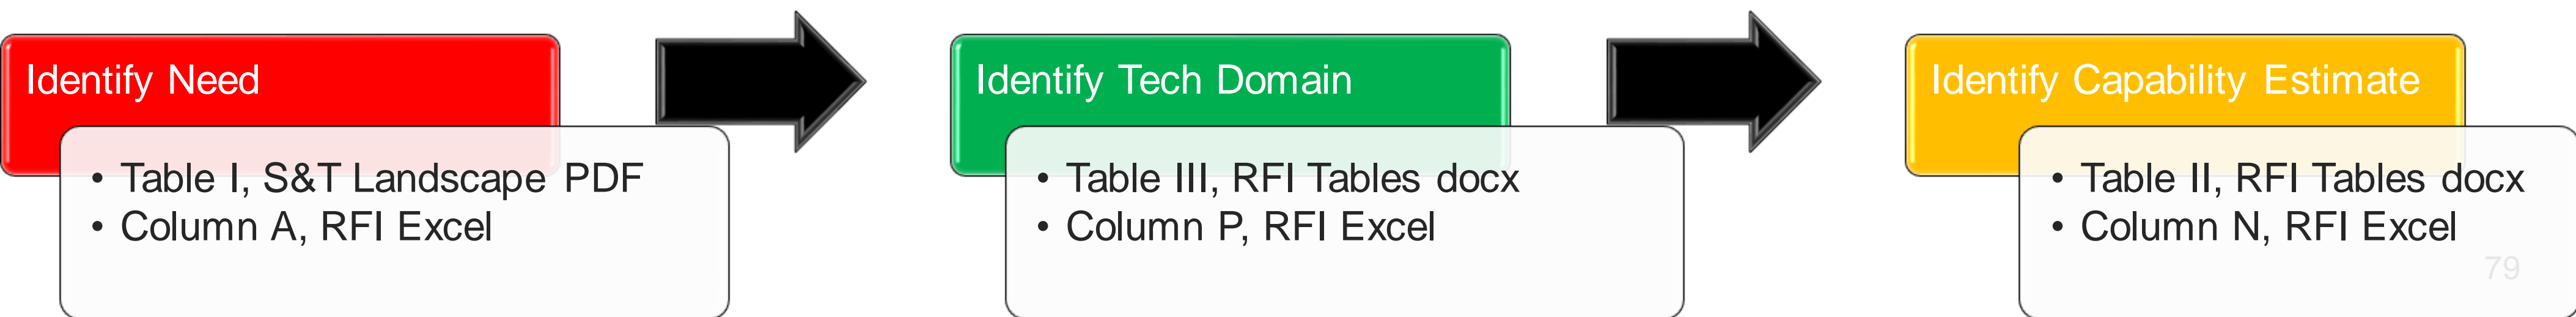 Identify Need
• Table I, S&T Landscape PDF
• Column A, RFI Excel
Identify Tech Domain
• Table III, RFI Tables docx
• Column P, RFI Excel
Identify Capability Estimate
• Table II, RFI Tables docx
• Column N, RFI Excel
79